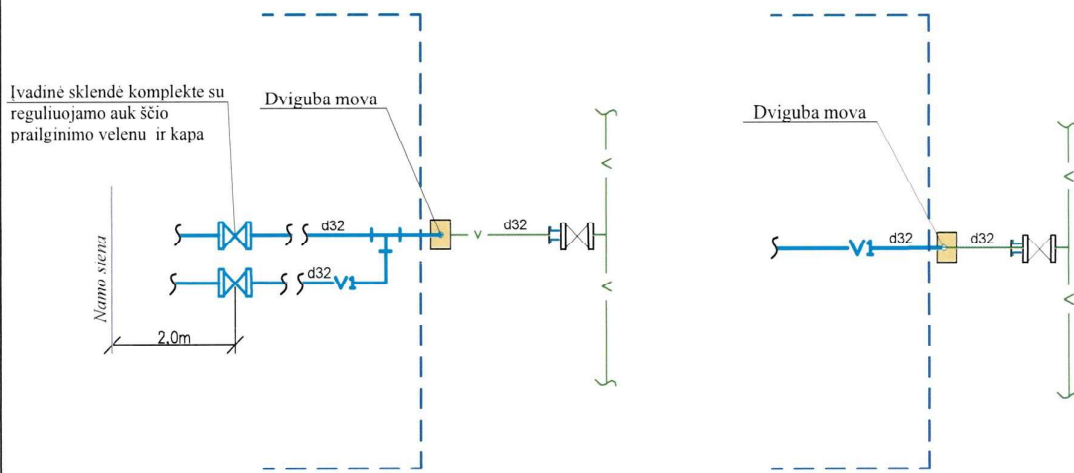 Įvadinė sklendė komplekte su
reguliuojamo auk ščio
prailginimo velenu ir kapa
Dviguba mova
d32
v
d32
V
V
d32
V1
Namo siena
2,0m
Dviguba mova
V1
d32
d32
V
V